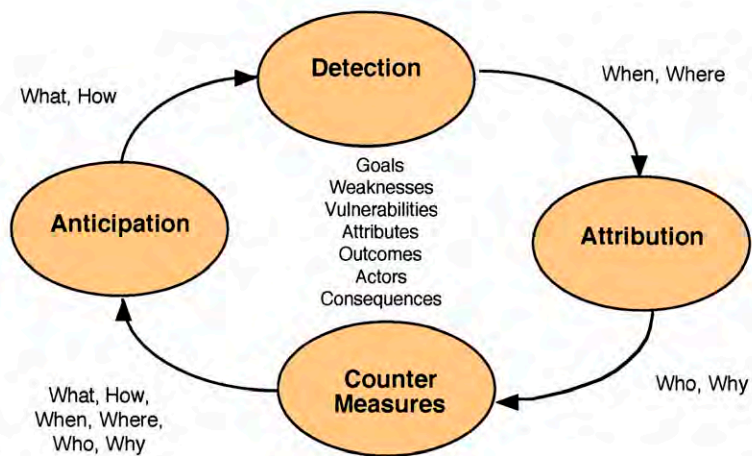 Detection
What, How
When, Where
Goals
Weaknesses
Vulnerabilities
Attributes
Outcomes
Actors
Consequences
Anticipation
Attribution
Counter
Measures
Who, Why
What, How,
When, Where,
Who, Why